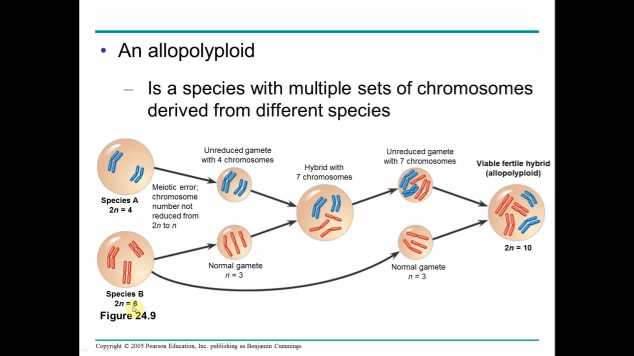 • An allopolyploid
– Is a species with multiple sets of chromosomes
derived from different species
Unreduced gamete
with 4 chromosomes
Unreduced gamete
with 7 chromosomes
Hybrid with
7 chromosomes
Viable fertile hybrid
(allopolyploid)
Meiotic error;
chromosome
number not
reduced from
2n to n
Species A
2n = 4
2n = 10
Normal gamete
n = 3
Normal gamete
n = 3
Species B
2n = 6
Figure 24.9
Copyright © 2005 Pearson Education, Inc. publishing as Benjamin Cummings